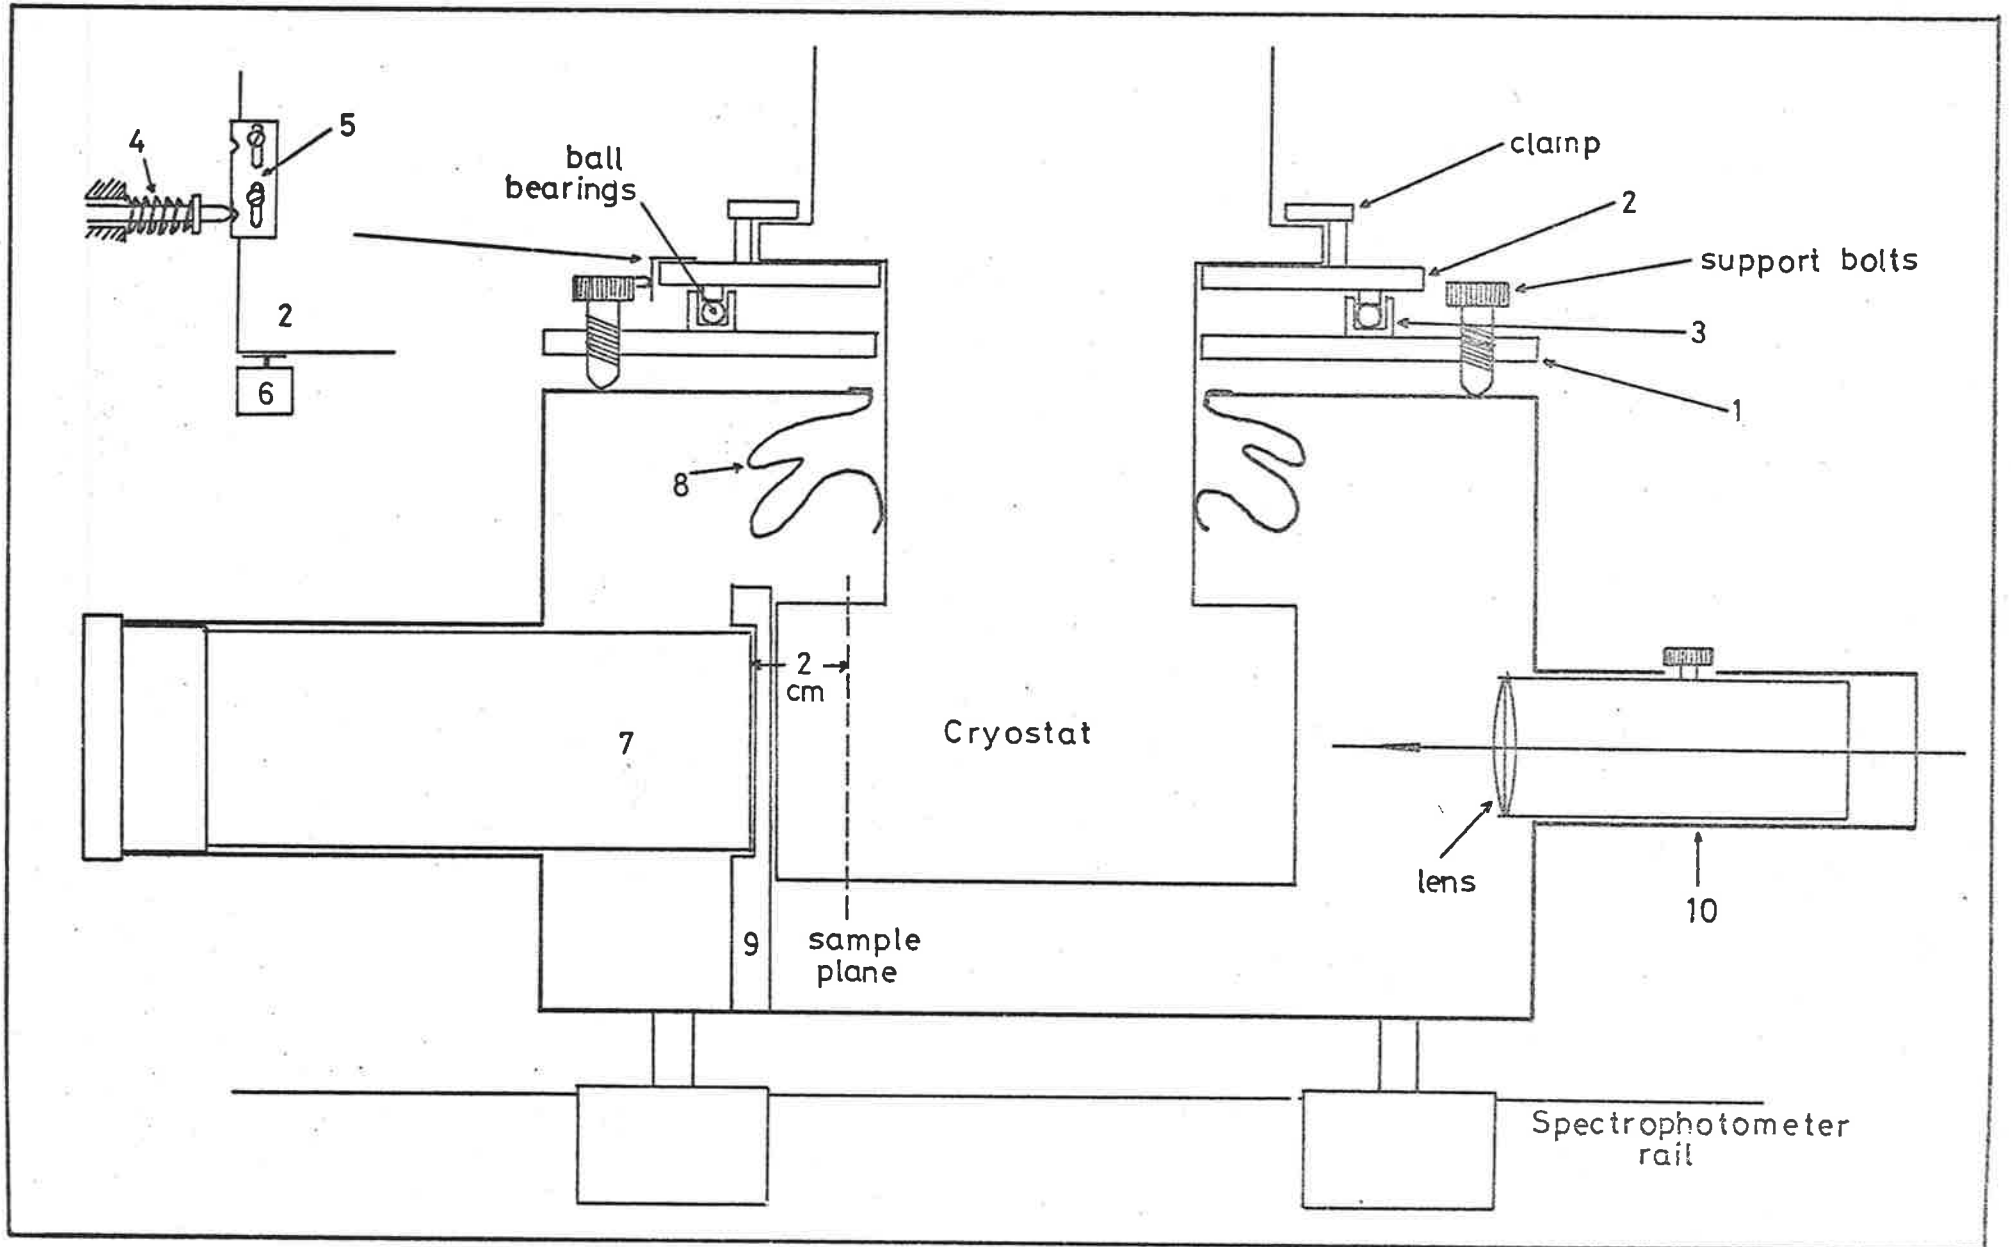 clamp
4
5
ball
bearings
2
support bolts
2
3
6
1
8
2
cm
7
Cryostat
lens
10
9
sample
plane
Spectrophotometer
rail